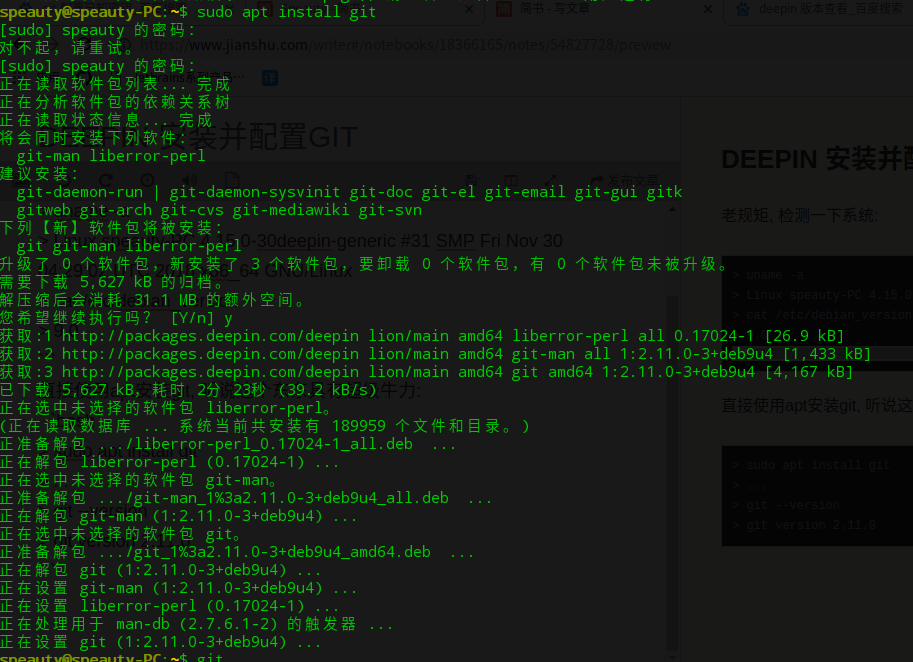 speauty@speauty-PC:~$ sudo apt install git
[sudo] speauty 的密码：
对不起，请重试。
[sudo] speauty 的密码：
正在读取软件包列表... 完成
正在分析软件包的依赖关系树
正在读取状态信息... 完成
将会同时安装下列软件：
  git-man liberror-perl
建议安装：
  git-daemon-run | git-daemon-sysvinit git-doc git-el git-email git-gui gitk
  gitweb git-arch git-cvs git-mediawiki git-svn
下列【新】软件包将被安装：
  git git-man liberror-perl
升级了 0 个软件包，新安装了 3 个软件包，要卸载 0 个软件包，有 0 个软件包未被升级。
需要下载 5,627 kB 的归档。
解压缩后会消耗 31.1 MB 的额外空间。
您希望继续执行吗？ [Y/n] y
获取:1 http://packages.deepin.com/deepin lion/main amd64 liberror-perl all 0.17024-1 [26.9 kB]
获取:2 http://packages.deepin.com/deepin lion/main amd64 git-man all 1:2.11.0-3+deb9u4 [1,433 kB]
获取:3 http://packages.deepin.com/deepin lion/main amd64 git amd64 1:2.11.0-3+deb9u4 [4,167 kB]
已下载 5,627 kB，耗时 2分 23秒 (39.2 kB/s)
正在选中未选择的软件包 liberror-perl。
(正在读取数据库 ... 系统当前共安装有 189959 个文件和目录。)
正准备解包 .../liberror-perl_0.17024-1_all.deb  ...
正在解包 liberror-perl (0.17024-1) ...
正在选中未选择的软件包 git-man。
正准备解包 .../git-man_1%3a2.11.0-3+deb9u4_all.deb  ...
正在解包 git-man (1:2.11.0-3+deb9u4) ...
正在选中未选择的软件包 git。
正准备解包 .../git_1%3a2.11.0-3+deb9u4_amd64.deb  ...
正在解包 git (1:2.11.0-3+deb9u4) ...
正在设置 git-man (1:2.11.0-3+deb9u4) ...
正在设置 liberror-perl (0.17024-1) ...
正在处理用于 man-db (2.7.6.1-2) 的触发器 ...
正在设置 git (1:2.11.0-3+deb9u4) ...
speauty@speauty-PC:~$ git
简书 - 写文章
deepin 版本查看_百度搜索
https://www.jianshu.com/writer#/notebooks/18366165/notes/54827728/preview
安装并配置GIT
发布文章
DEEPIN 安装并配
老规矩, 检测一下系统:
> uname -a
> Linux speauty-PC 4.15.0
> cat /etc/debian_version
直接使用apt安装git, 听说这
> sudo apt install git
> ...
> git --version
> git version 2.11.0